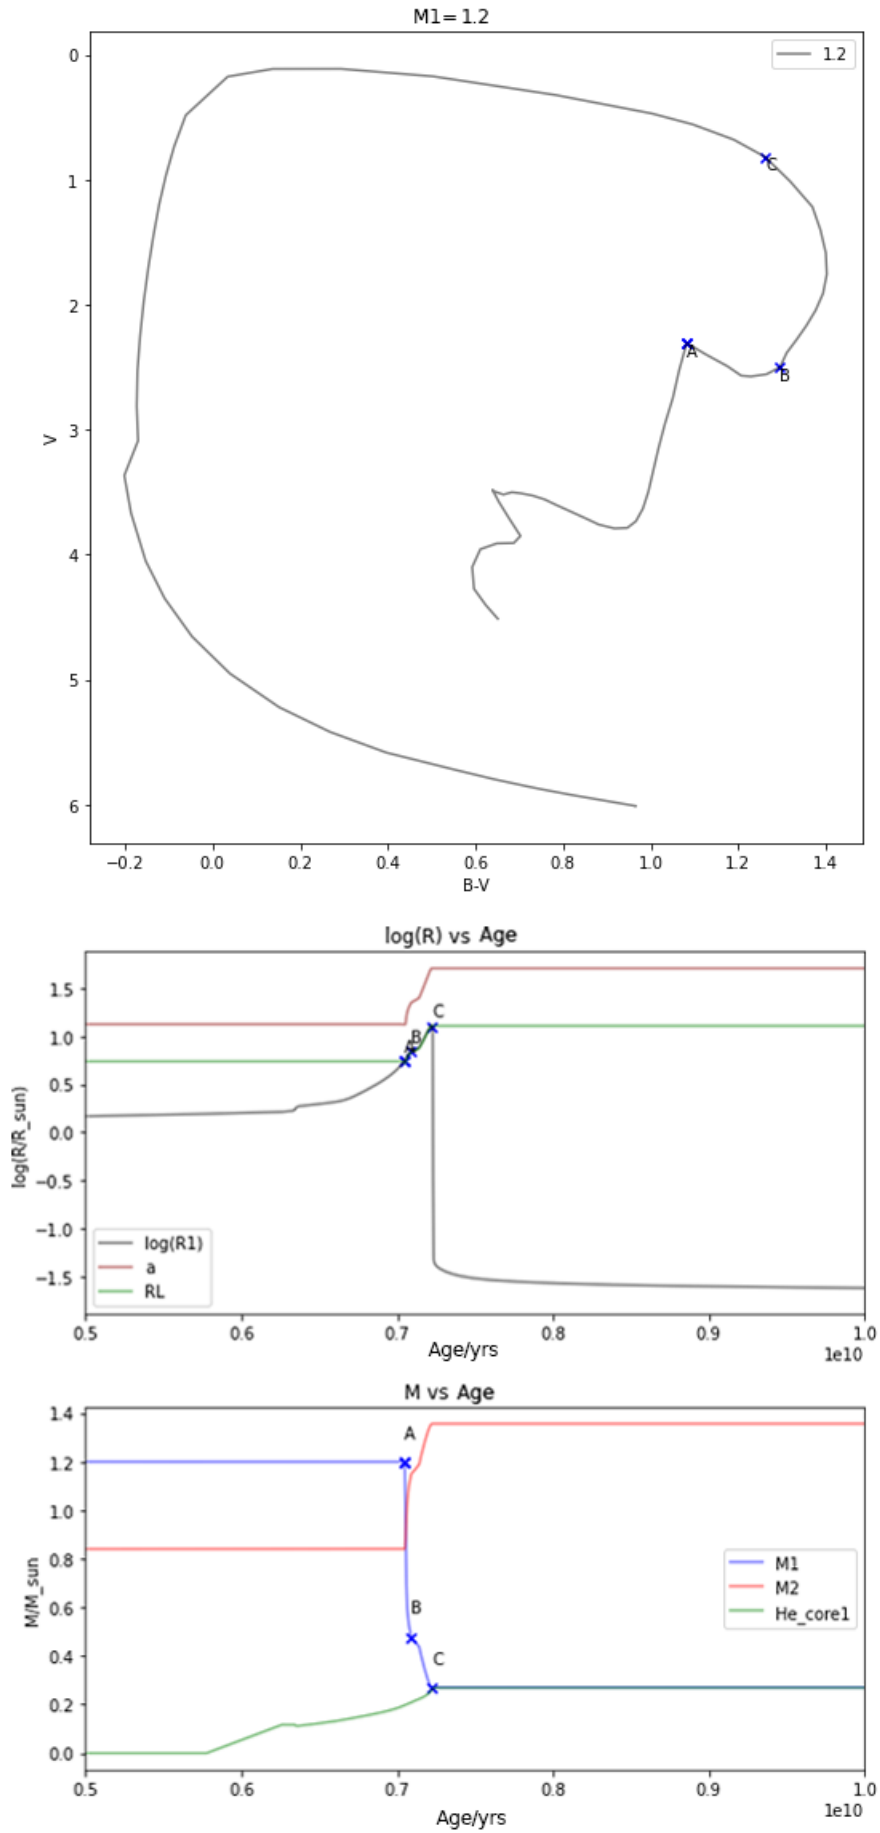 M1= 1.2
1.2
0
1
2
3
4
5
6
V
C
A
B
−0.2 0.0 0.2 0.4 0.6 0.8 1.0 1.2 1.4
B-V
log(R) vs Age
1.5
1.0
0.5
0.0
−0.5
−1.0
−1.5
log(R/R_sun)
C
B
A
log(R1)
a
RL
0.5 0.6 0.7 0.8 0.9 1.0
Age/yrs
1e10
M vs Age
1.4
1.2
1.0
0.8
0.6
0.4
0.2
0.0
M/M_sun
A
B
C
M1
M2
He_core1
0.5 0.6 0.7 0.8 0.9 1.0
Age/yrs
1e10